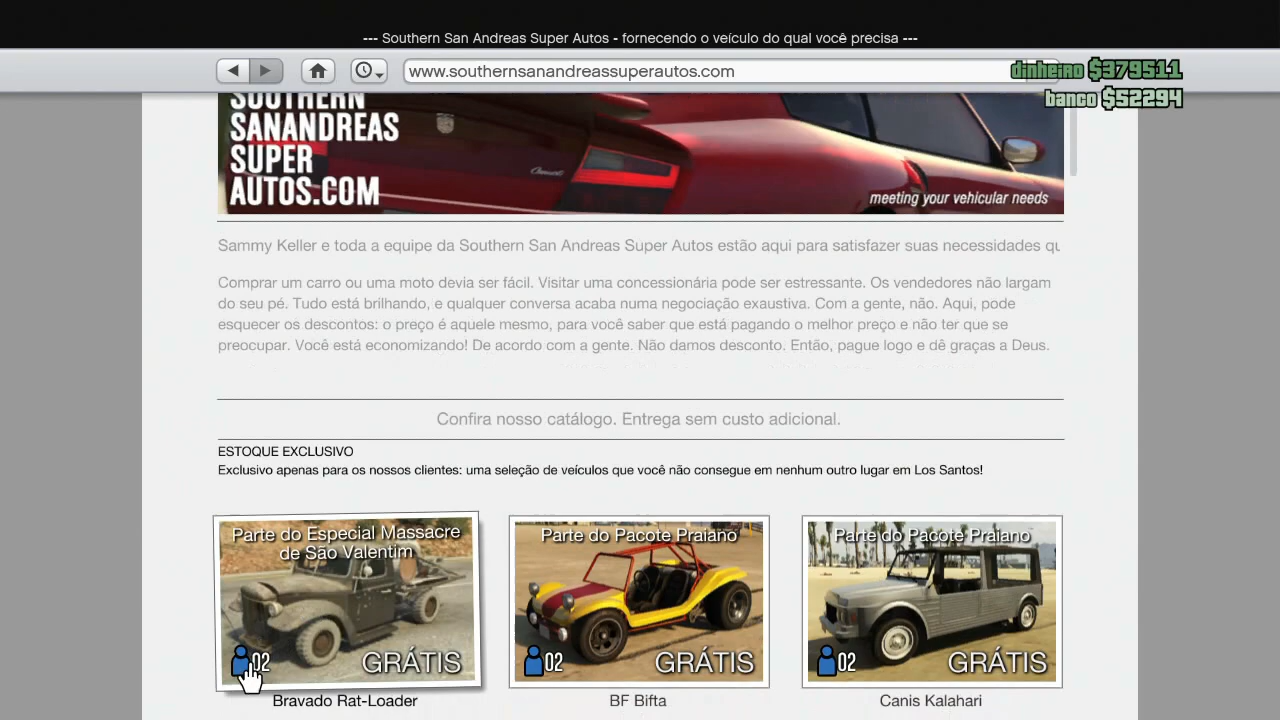 --- Southern San Andreas Super Autos - fornecendo o veículo do qual você precisa ---
www.southernsanandreassuperautos.com
dinheiro $379511
banco $52294
SOUTHERN
SANANDREAS
SUPER
AUTOS.COM
meeting your vehicular needs
Sammy Keller e toda a equipe da Southern San Andreas Super Autos estão aqui para satisfazer suas necessidades qu
Comprar um carro ou uma moto devia ser fácil. Visitar uma concessionária pode ser estressante. Os vendedores não largam
do seu pé. Tudo está brilhando, e qualquer conversa acaba numa negociação exaustiva. Com a gente, não. Aqui, pode
esquecer os descontos: o preço é aquele mesmo, para você saber que está pagando o melhor preço e não ter que se
preocupar. Você está economizando! De acordo com a gente. Não damos desconto. Então, pague logo e dê graças a Deus.
Confira nosso catálogo. Entrega sem custo adicional.
ESTOQUE EXCLUSIVO
Exclusivo apenas para os nossos clientes: uma seleção de veículos que você não consegue em nenhum outro lugar em Los Santos!
Parte do Especial Massacre
de São Valentim
02 GRÁTIS
Bravado Rat-Loader
Parte do Pacote Praiano
02 GRÁTIS
BF Bifta
Parte do Pacote Praiano
02 GRÁTIS
Canis Kalahari